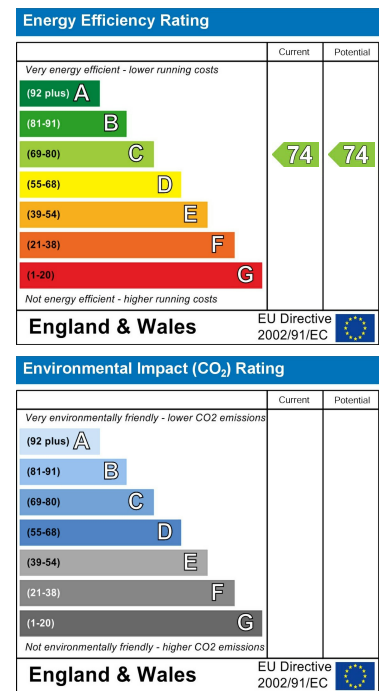 Energy Efficiency Rating
Current Potential
Very energy efficient - lower running costs
(92 plus) A
(81-91) B
(69-80) C 74 74
(55-68) D
(39-54) E
(21-38) F
(1-20) G
Not energy efficient - higher running costs
England & Wales
EU Directive
2002/91/EC
Environmental Impact (CO₂) Rating
Current Potential
Very environmentally friendly - lower CO2 emissions
(92 plus) A
(81-91) B
(69-80) C
(55-68) D
(39-54) E
(21-38) F
(1-20) G
Not environmentally friendly - higher CO2 emissions
England & Wales
EU Directive
2002/91/EC